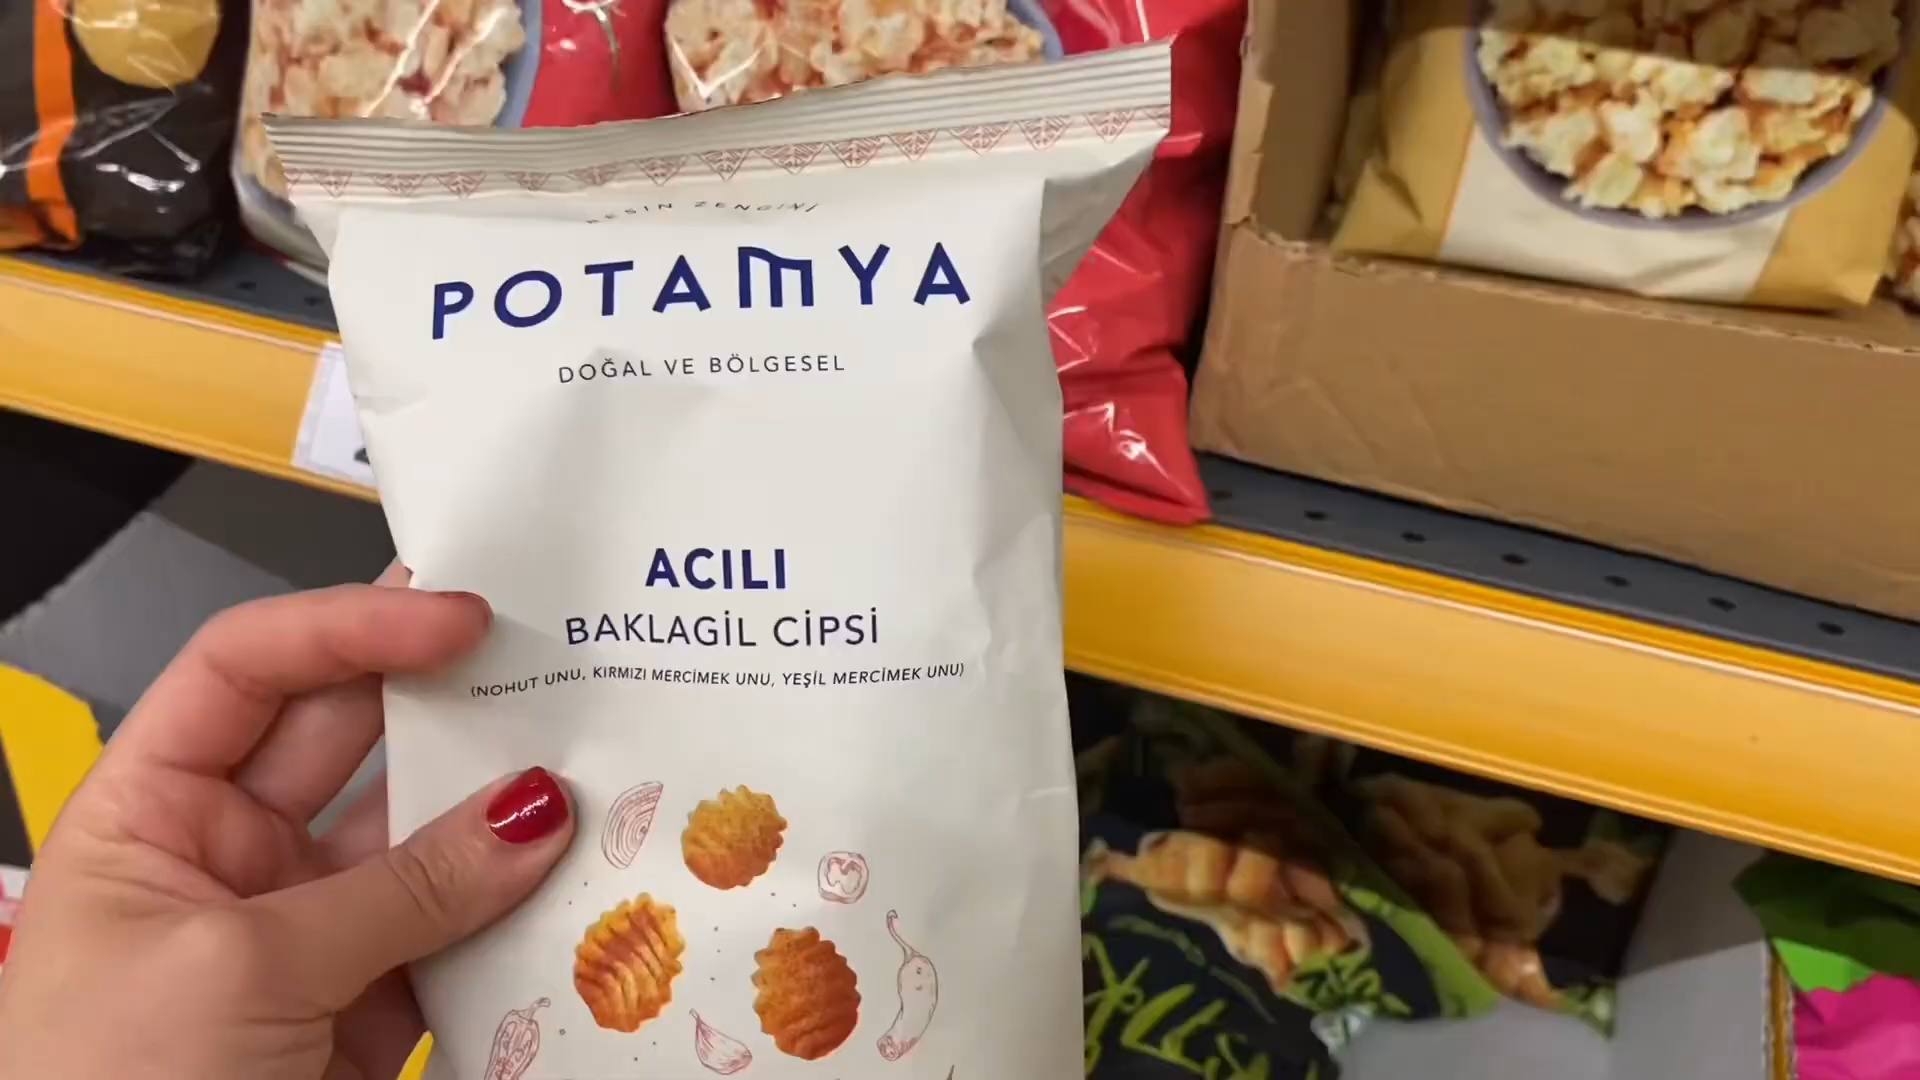 POTAMYA
DOĞAL VE BÖLGESEL
ACILI
BAKLAGİL CİPSİ
(NOHUT UNU, KIRMIZI MERCİMEK UNU, YEŞİL MERCİMEK UNU)